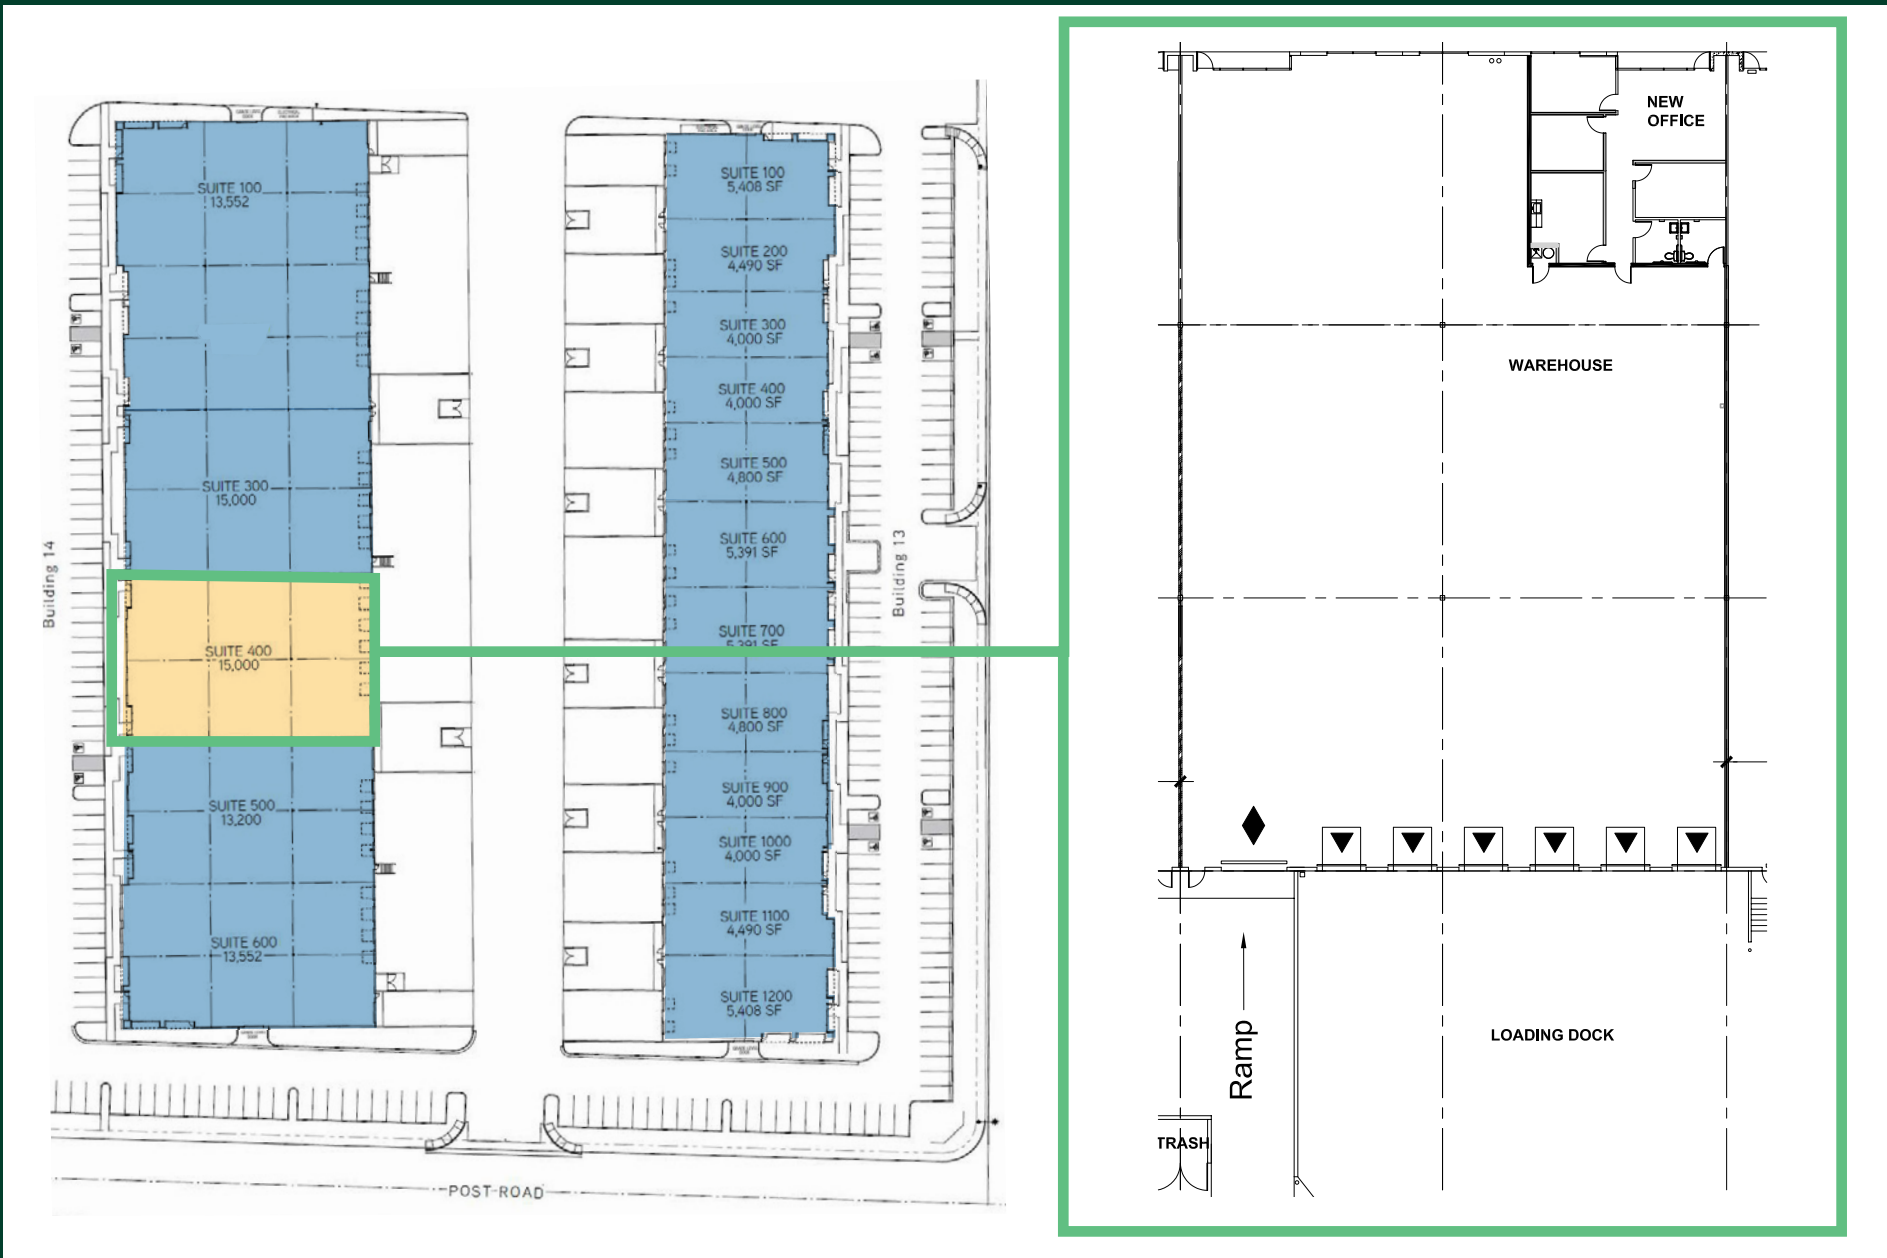 Building 14
SUITE 100
13,552
SUITE 300
15,000
SUITE 400
15,000
SUITE 500
13,200
SUITE 600
13,552
SUITE 100
5,408 SF
SUITE 200
4,490 SF
SUITE 300
4,000 SF
SUITE 400
4,000 SF
SUITE 500
4,800 SF
SUITE 600
5,391 SF
SUITE 700
5,391 SF
SUITE 800
4,800 SF
SUITE 900
4,000 SF
SUITE 1000
4,000 SF
SUITE 1100
4,490 SF
SUITE 1200
5,408 SF
Building 13
POST ROAD
NEW
OFFICE
WAREHOUSE
Ramp
LOADING DOCK
TRASH